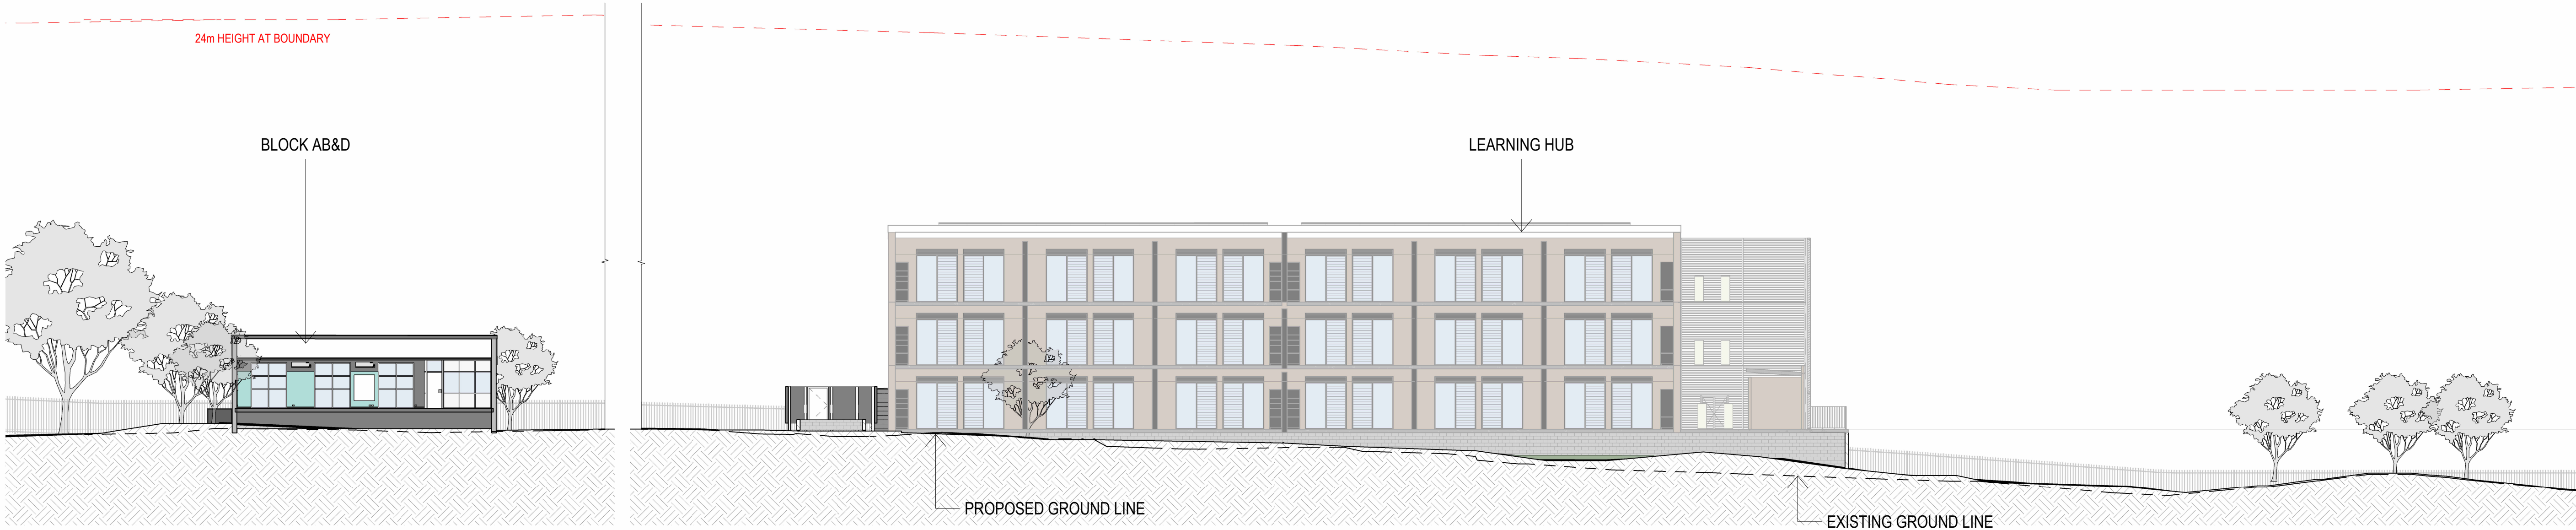 24m HEIGHT AT BOUNDARY
BLOCK AB&D
LEARNING HUB
PROPOSED GROUND LINE
EXISTING GROUND LINE